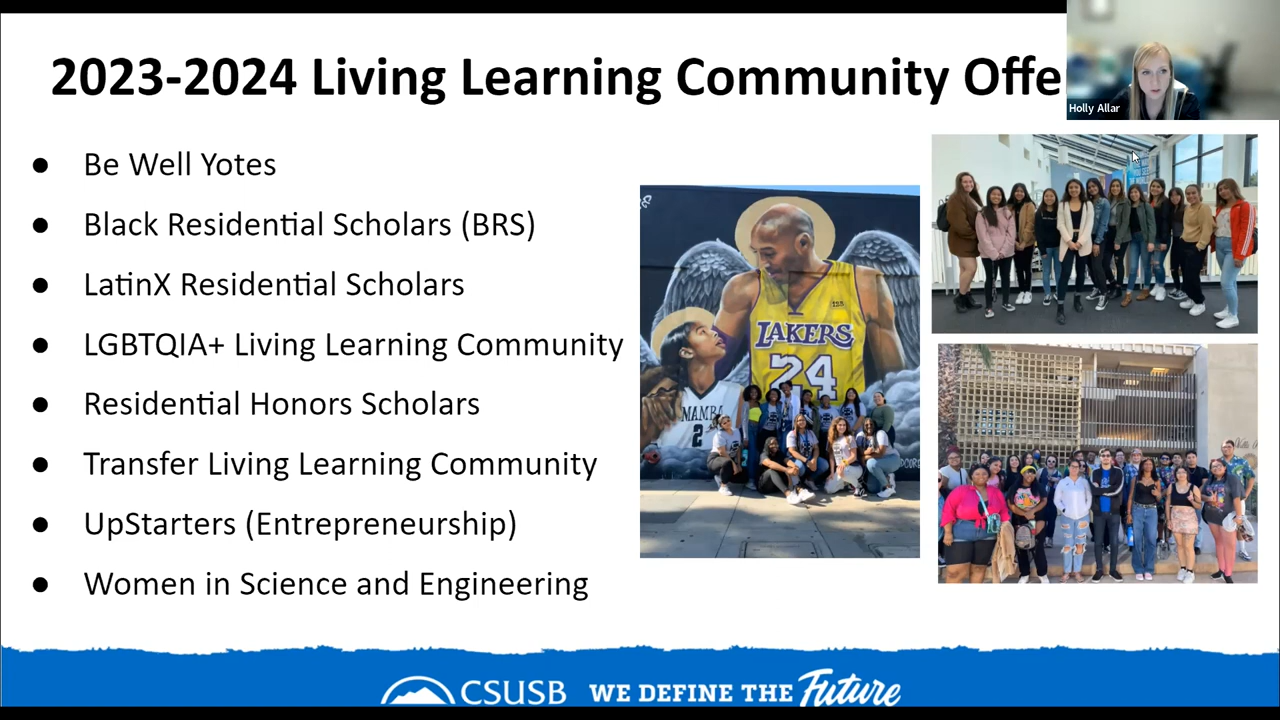 2023-2024 Living Learning Community Offe
Holly Allar
● Be Well Yotes
● Black Residential Scholars (BRS)
● LatinX Residential Scholars
● LGBTQIA+ Living Learning Community
● Residential Honors Scholars
● Transfer Living Learning Community
● UpStarters (Entrepreneurship)
● Women in Science and Engineering
LAKERS
24
MAMBA
2
CSUSB WE DEFINE THE Future